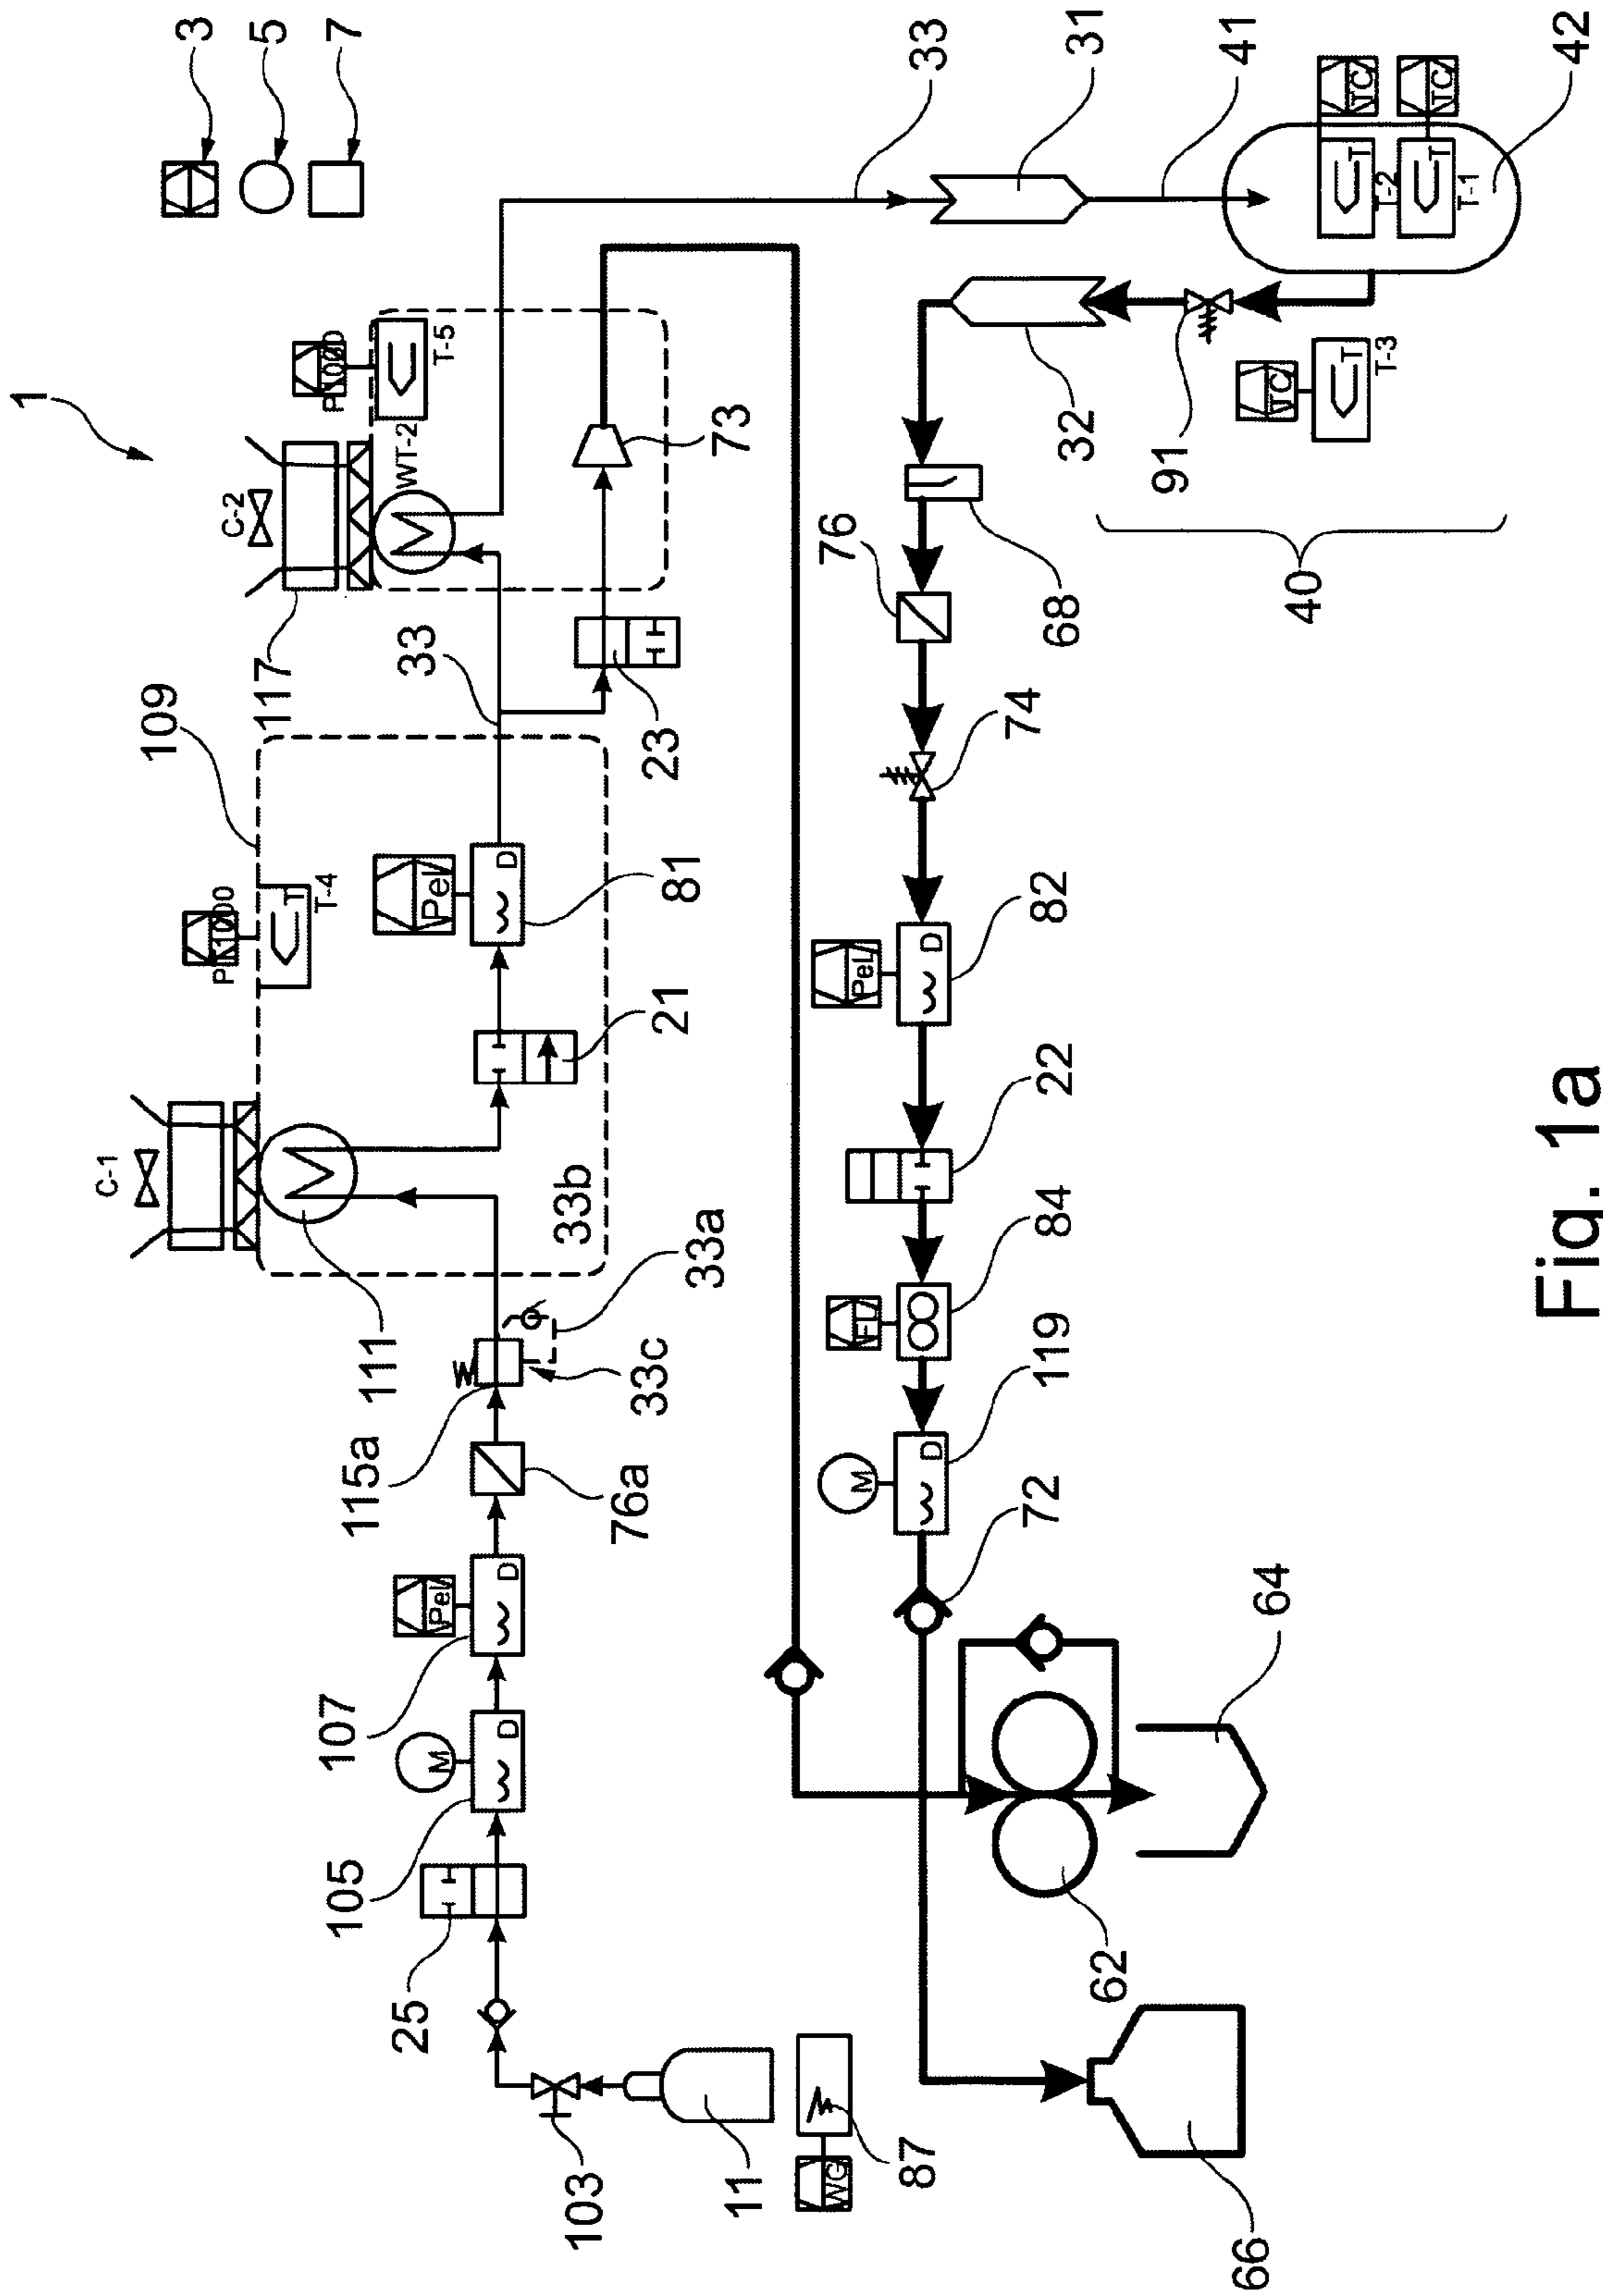 Fig. 1a
1
3
5
7
C-1
C-2
109
117
Pt1000
T
T-4
Pt1000
T-5
WT-2
111
33b
33
33
31
41
42
T
T-2
TC
T
T-1
TC
T
T-3
TC
40
91
32
68
76
74
73
23
PeL
D
81
21
33a
33c
115a
76a
PeL
D
107
M
D
105
25
103
11
WG
87
PeL
D
82
22
FL
84
M
D
119
72
64
62
66